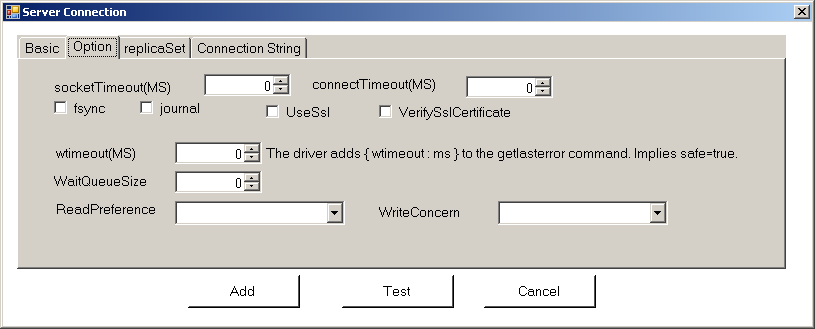 Server Connection
Basic Option replicaSet Connection String
socketTimeout(MS) 0 connectTimeout(MS) 0
fsync journal UseSsl VerifySslCertificate
wtimeout(MS) 0 The driver adds { wtimeout : ms } to the getlasterror command. Implies safe=true.
WaitQueueSize 0
ReadPreference WriteConcern
Add Test Cancel